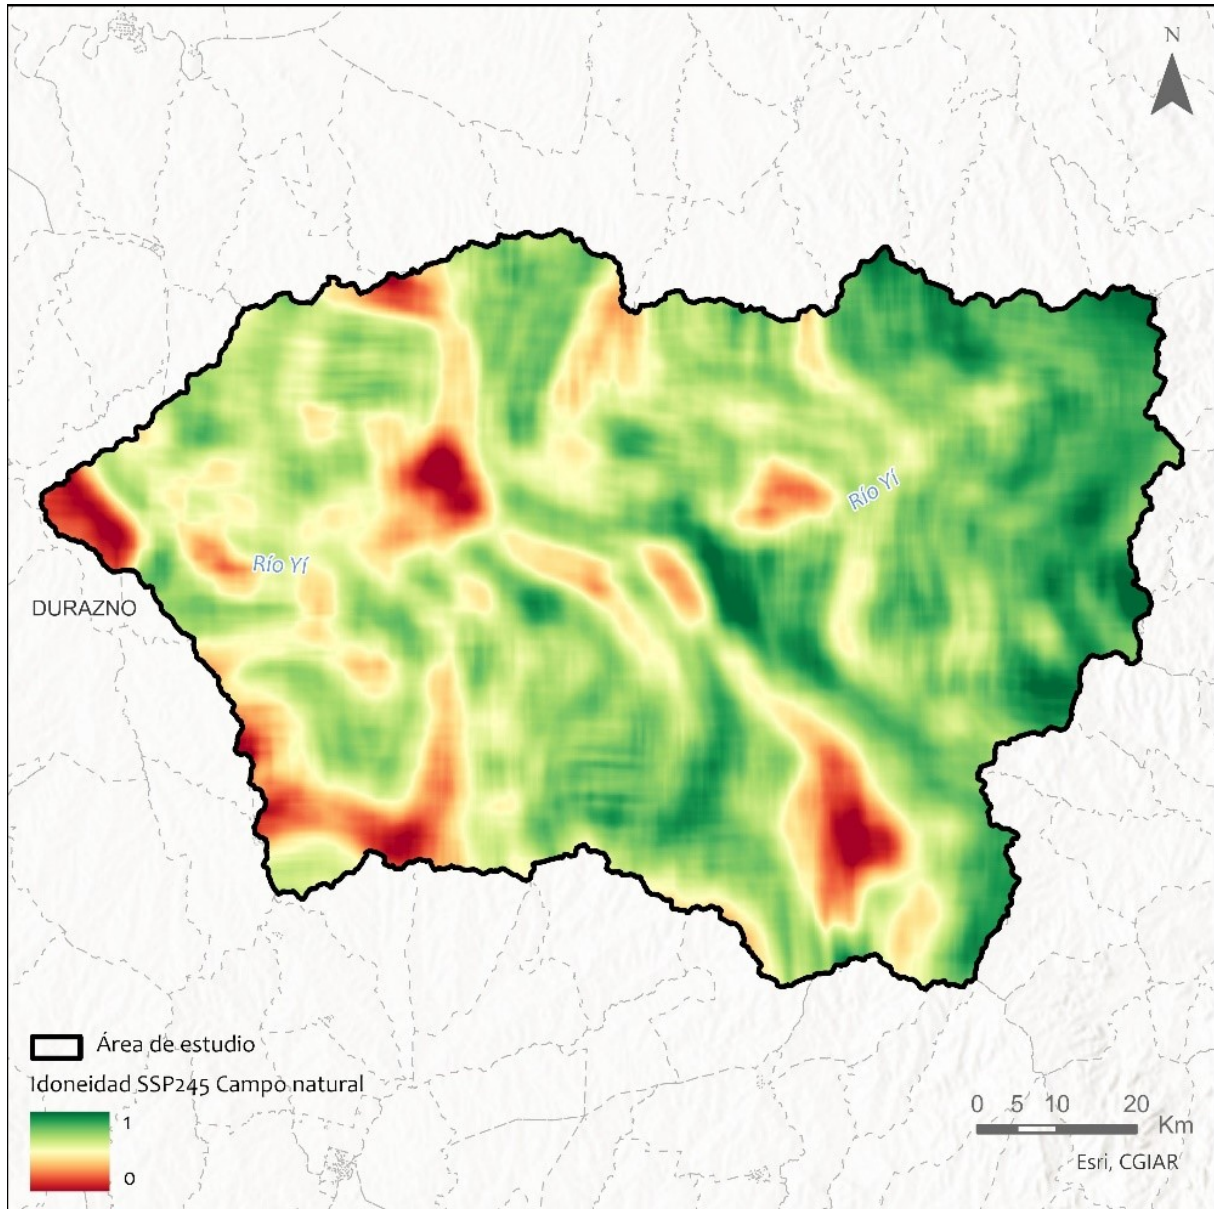 N
Río Yí
Río Yí
DURAZNO
Área de estudio
Idoneidad SSP245 Campo natural
1
0
0 5 10 20
Km
Esri, CGIAR